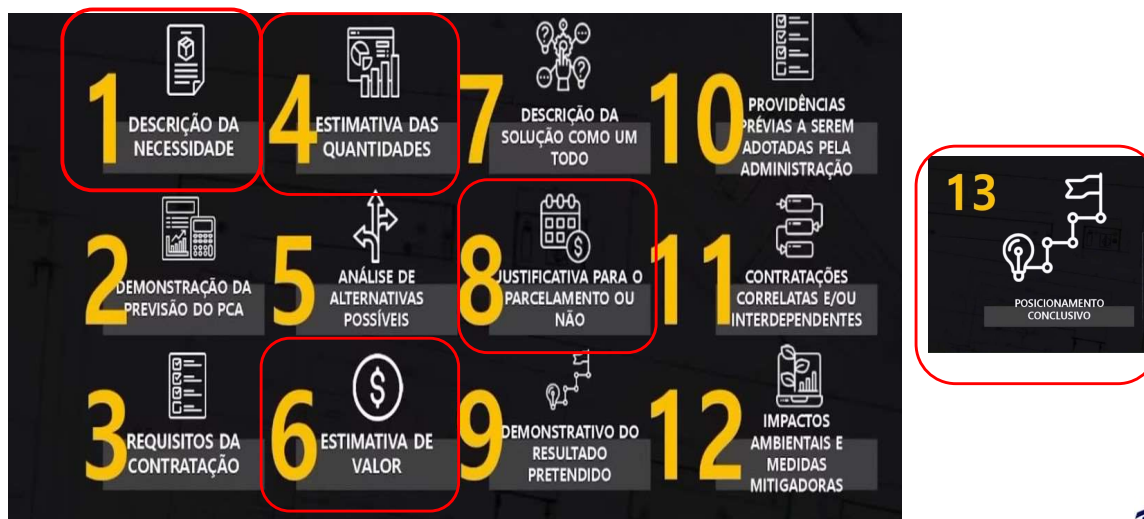 1
DESCRIÇÃO DA
NECESSIDADE
4
ESTIMATIVA DAS
QUANTIDADES
7
DESCRIÇÃO DA
SOLUÇÃO COMO UM
TODO
10
PROVIDÊNCIAS
PRÉVIAS A SEREM
ADOTADAS PELA
ADMINISTRAÇÃO
2
DEMONSTRAÇÃO DA
PREVISÃO DO PCA
5
ANÁLISE DE
ALTERNATIVAS
POSSÍVEIS
8
JUSTIFICATIVA PARA O
PARCELAMENTO OU
NÃO
11
CONTRATAÇÕES
CORRELATAS E/OU
INTERDEPENDENTES
3
REQUISITOS DA
CONTRATAÇÃO
6
ESTIMATIVA DE
VALOR
9
DEMONSTRATIVO DO
RESULTADO
PRETENDIDO
12
IMPACTOS
AMBIENTAIS E
MEDIDAS
MITIGADORAS
13
POSICIONAMENTO
CONCLUSIVO